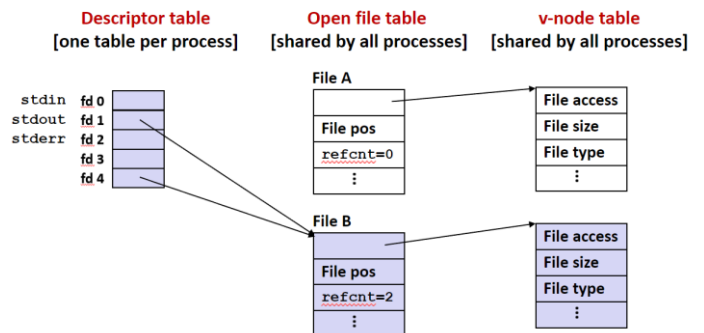 Descriptor table
[one table per process]
Open file table
[shared by all processes]
v-node table
[shared by all processes]
stdin fd 0
stdout fd 1
stderr fd 2
fd 3
fd 4
File A
File pos
refcnt=0
⋮
File access
File size
File type
⋮
File B
File pos
refcnt=2
⋮
File access
File size
File type
⋮